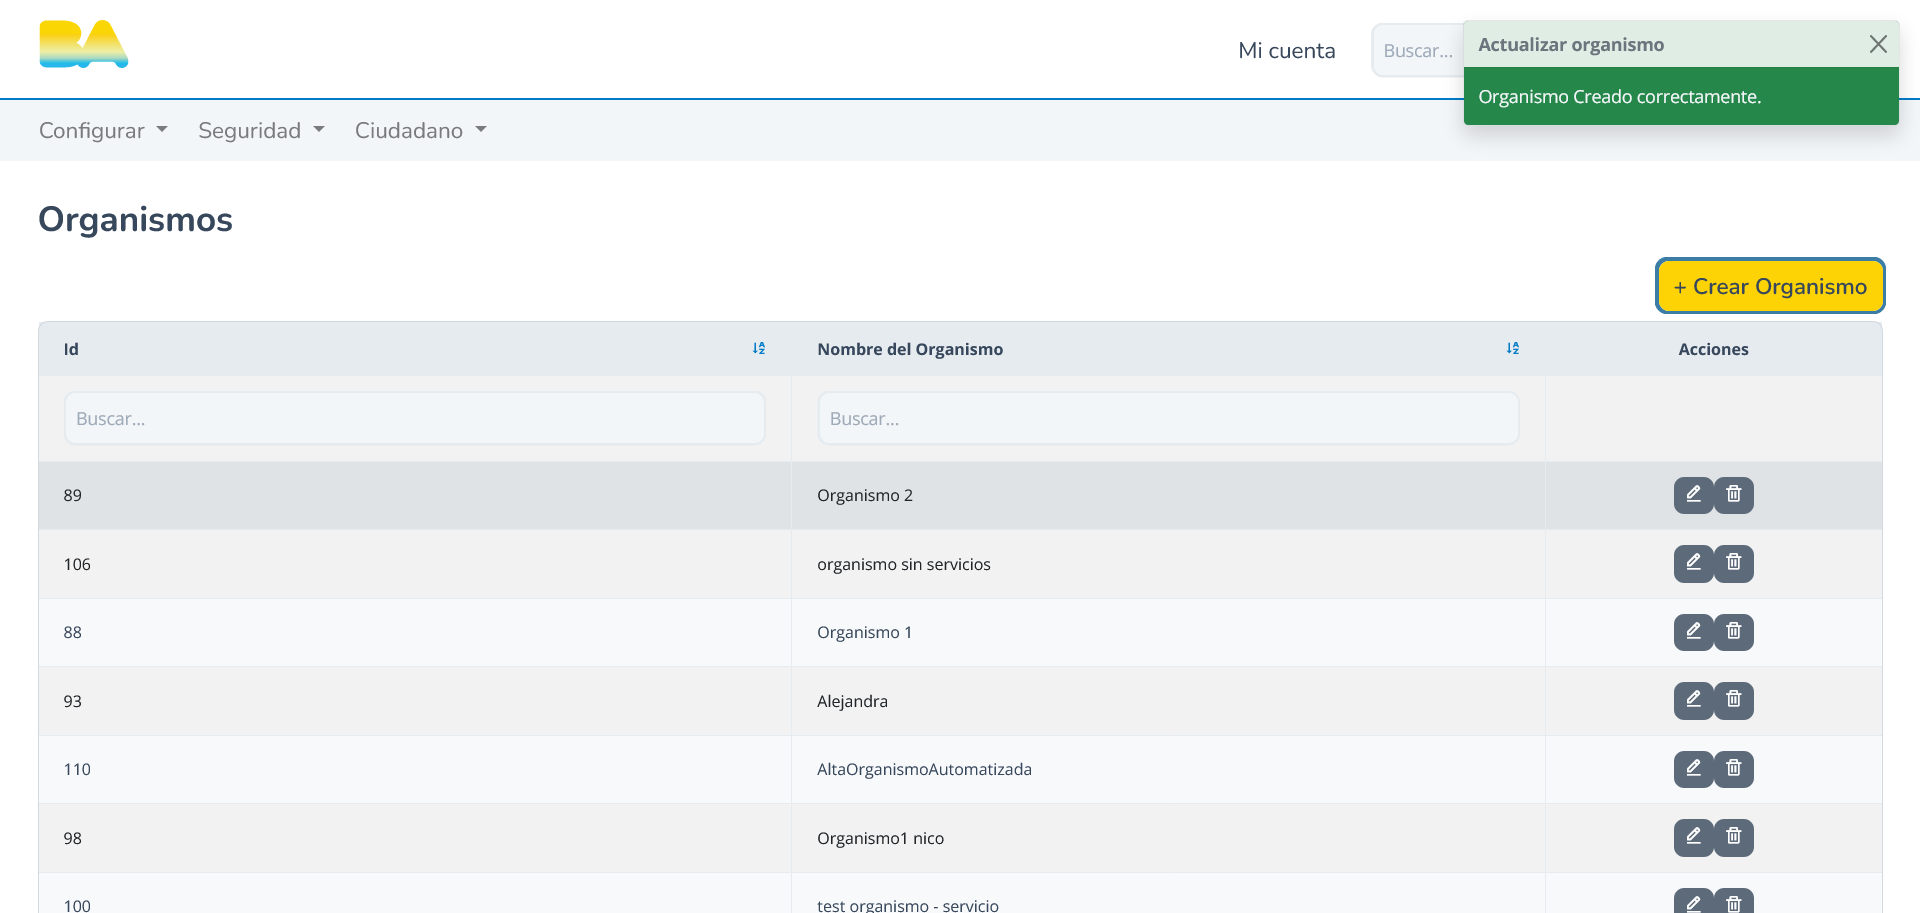 BA
Mi cuenta
Buscar...
Actualizar organismo
Organismo Creado correctamente.
Configurar
Seguridad
Ciudadano
Organismos
+ Crear Organismo
Id
Nombre del Organismo
Acciones
Buscar...
Buscar...
89
Organismo 2
106
organismo sin servicios
88
Organismo 1
93
Alejandra
110
AltaOrganismoAutomatizada
98
Organismo1 nico
100
test organismo - servicio